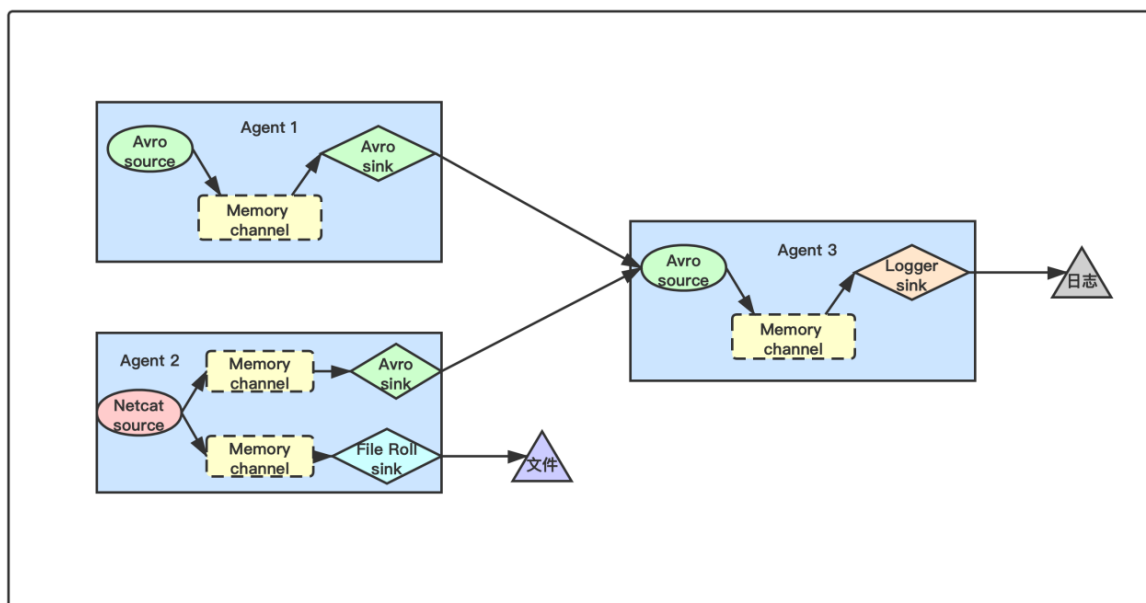 Agent 1
Avro
source
Memory
channel
Avro
sink
Agent 2
Netcat
source
Memory
channel
Avro
sink
Memory
channel
File Roll
sink
文件
Agent 3
Avro
source
Memory
channel
Logger
sink
日志